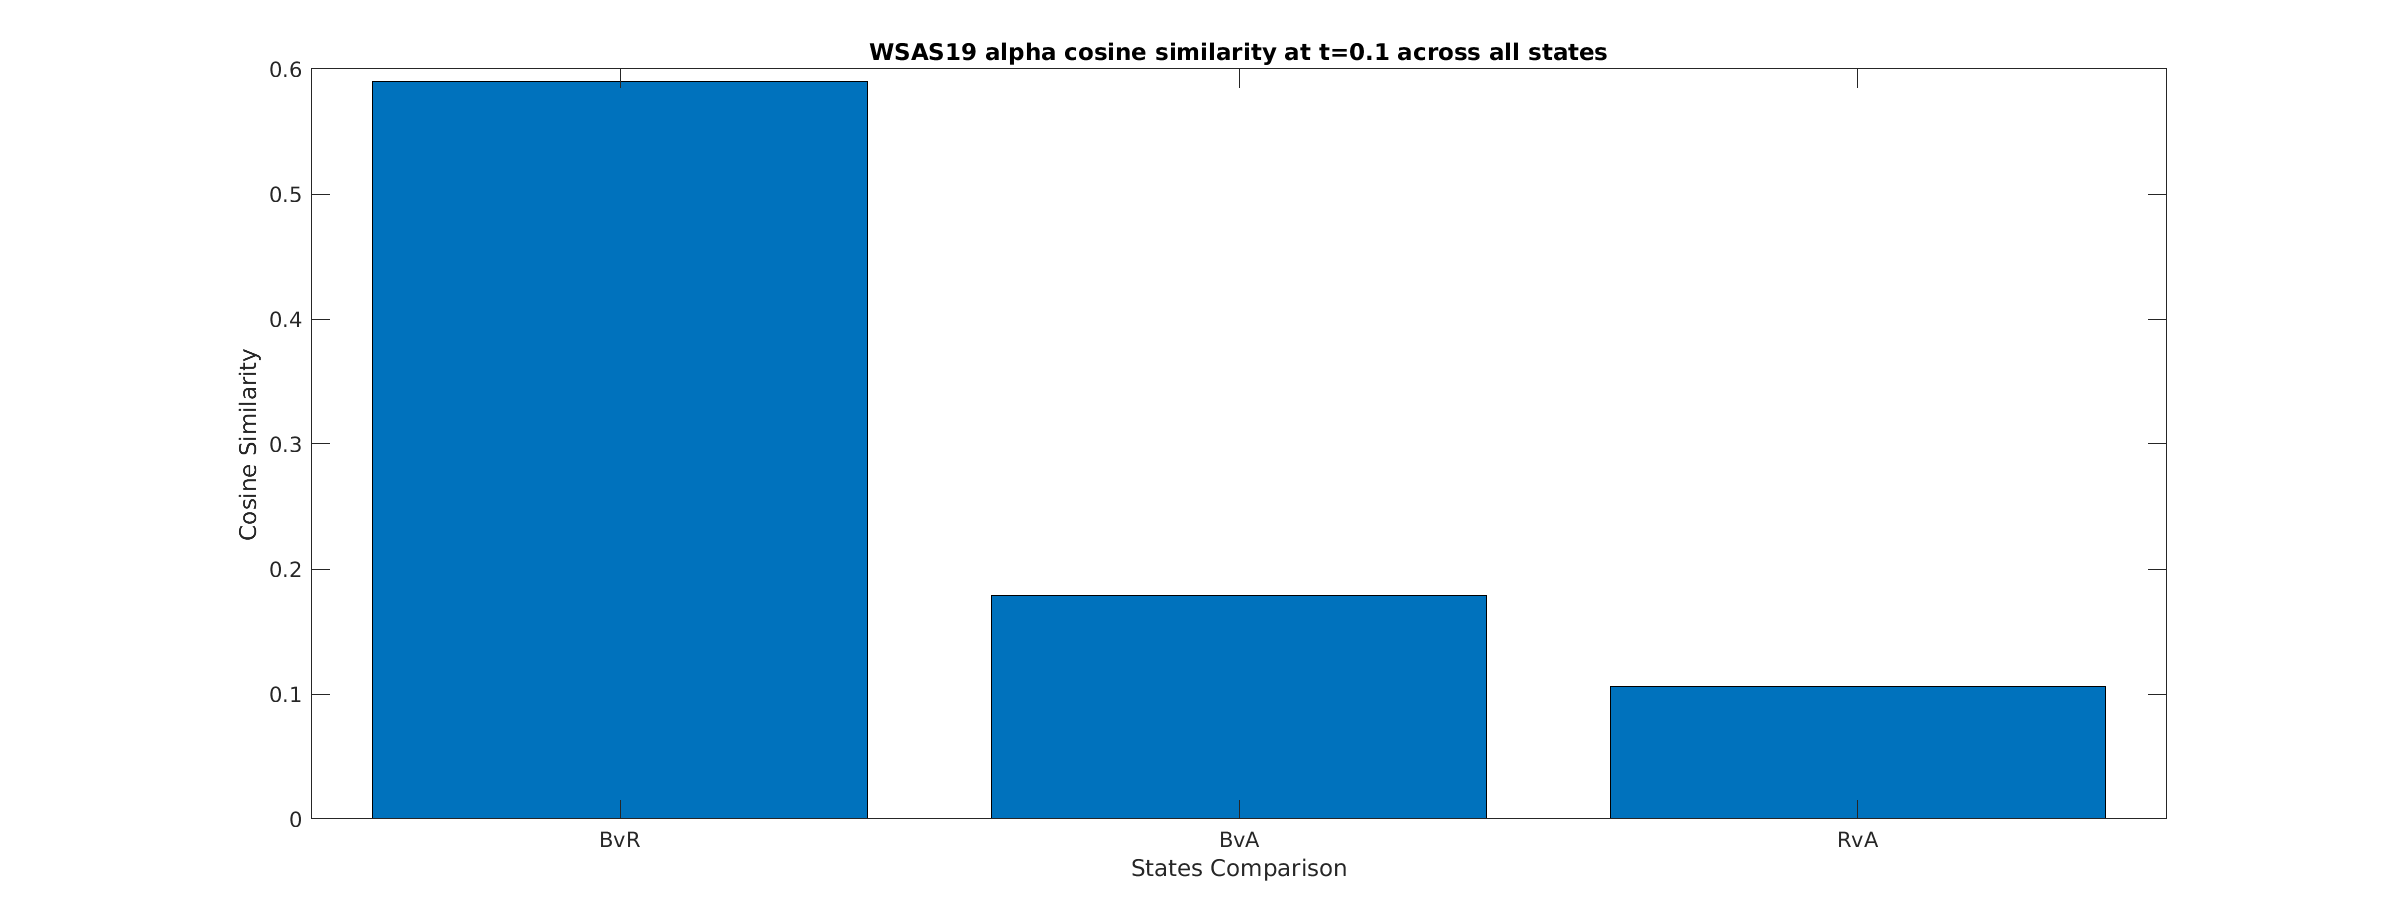 WSAS19 alpha cosine similarity at t=0.1 across all states
0.6
0.5
0.4
0.3
0.2
0.1
0
Cosine Similarity
BvR BvA RvA
States Comparison